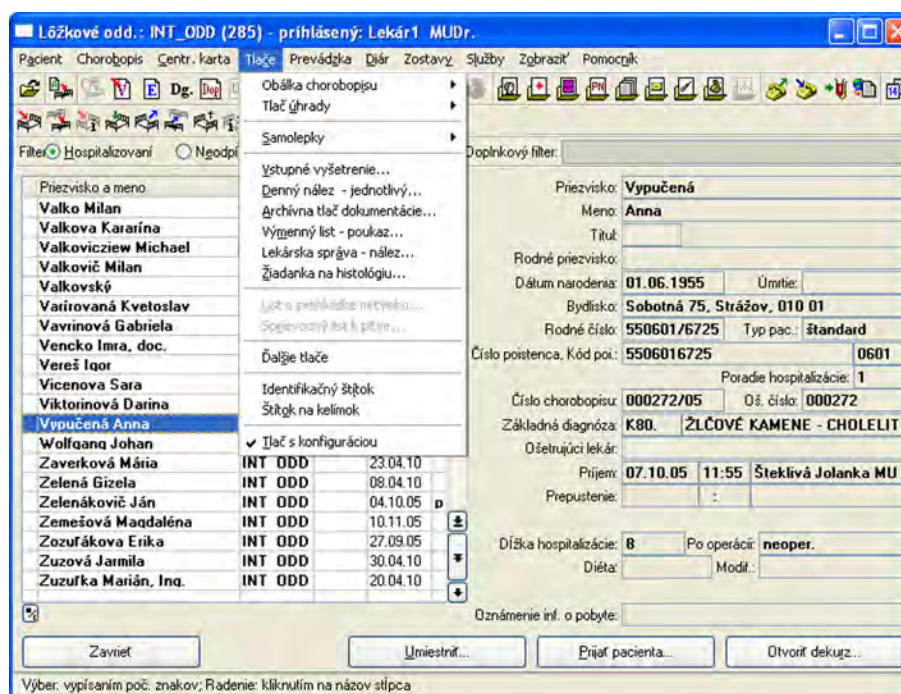 Lôžkové odd.: INT_ODD (285) - prihlásený: Lekár1 MUDr.
Pacient Chorobopis Centr. karta Tlače Prevádzka Diár Zostavy Služby Zobraziť Pomocník
Dg.
Filter Hospitalizovaní Neodpi
Doplnkový filter:
Obálka chorobopisu
Tlač úhrady
Samolepky
Vstupné vyšetrenie...
Denný nález - jednotlivý...
Archívna tlač dokumentácie...
Výmenný list - poukaz...
Lekárska správa - nález...
Žiadanka na histológiu...
Ďalšie tlače
Identifikačný štítok
Štítok na kelímok
Tlač s konfiguráciou
Priezvisko a meno
Valko Milan
Valkova Kararína
Valkovicziew Michael
Valkovič Milan
Valkovský
Varírovaná Kvetoslav
Vavrinová Gabriela
Vencko Imra, doc.
Vereš Igor
Vicenova Sara
Viktorinová Darina
Vypučená Anna
Wolfgang Johan
Zaverková Mária INT ODD 23.04.10
Zelená Gizela INT ODD 08.04.10
Zelenákovič Ján INT ODD 04.10.05 p
Zemešová Magdaléna INT ODD 10.11.05
Zozuľákova Erika INT ODD 27.09.05
Zuzová Jarmila INT ODD 30.04.10
Zuzuľka Marián, Ing. INT ODD 20.04.10
Priezvisko: Vypučená
Meno: Anna
Titul:
Rodné priezvisko:
Dátum narodenia: 01.06.1955 Úmrtie:
Bydlisko: Sobotná 75, Strážov, 010 01
Rodné číslo: 550601/6725 Typ pac.: štandard
Číslo poistenca, Kód poi.: 5506016725 0601
Poradie hospitalizácie: 1
Číslo chorobopisu: 000272/05 Oš. číslo: 000272
Základná diagnóza: K80. ŽLČOVÉ KAMENE - CHOLELIT
Ošetrujúci lekár:
Príjem: 07.10.05 11:55 Šteklivá Jolanka MU
Prepustenie: :
Dĺžka hospitalizácie: 8 Po operácii: neoper.
Diéta: Modif.:
Oznámenie inf. o pobyte:
Zavrieť Umiestniť... Prijať pacienta... Otvoriť dekurz...
Výber: vypísaním poč. znakov; Radenie: kliknutím na názov stĺpca